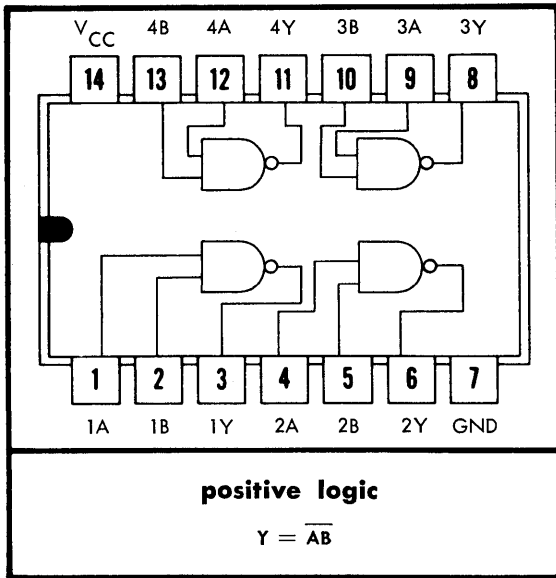 VCC 4B 4A 4Y 3B 3A 3Y
14 13 12 11 10 9 8
1 2 3 4 5 6 7
1A 1B 1Y 2A 2B 2Y GND
positive logic
Y = A̅B̅